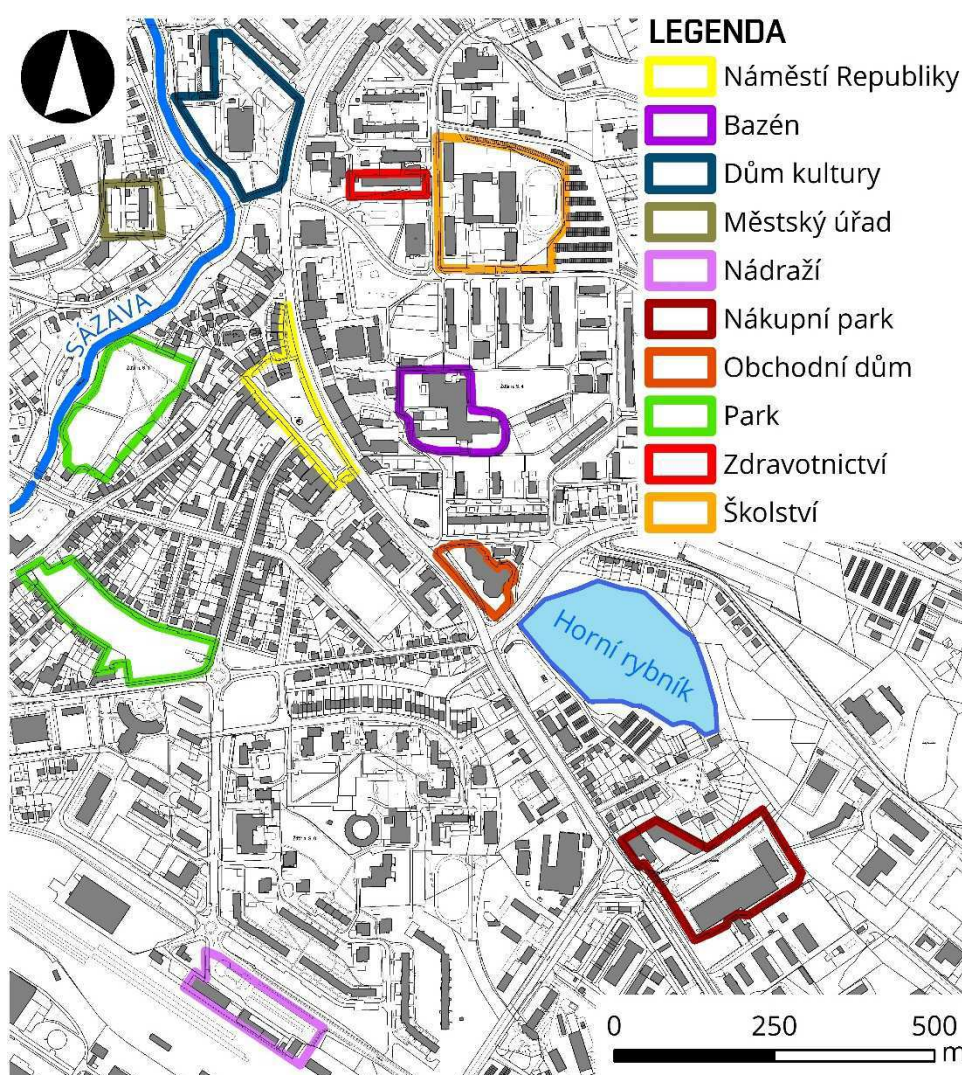 LEGENDA
Náměstí Republiky
Bazén
Dům kultury
Městský úřad
Nádraží
Nákupní park
Obchodní dům
Park
Zdravotnictví
Školství
SÁZAVA
Horní rybník
0 250 500
m